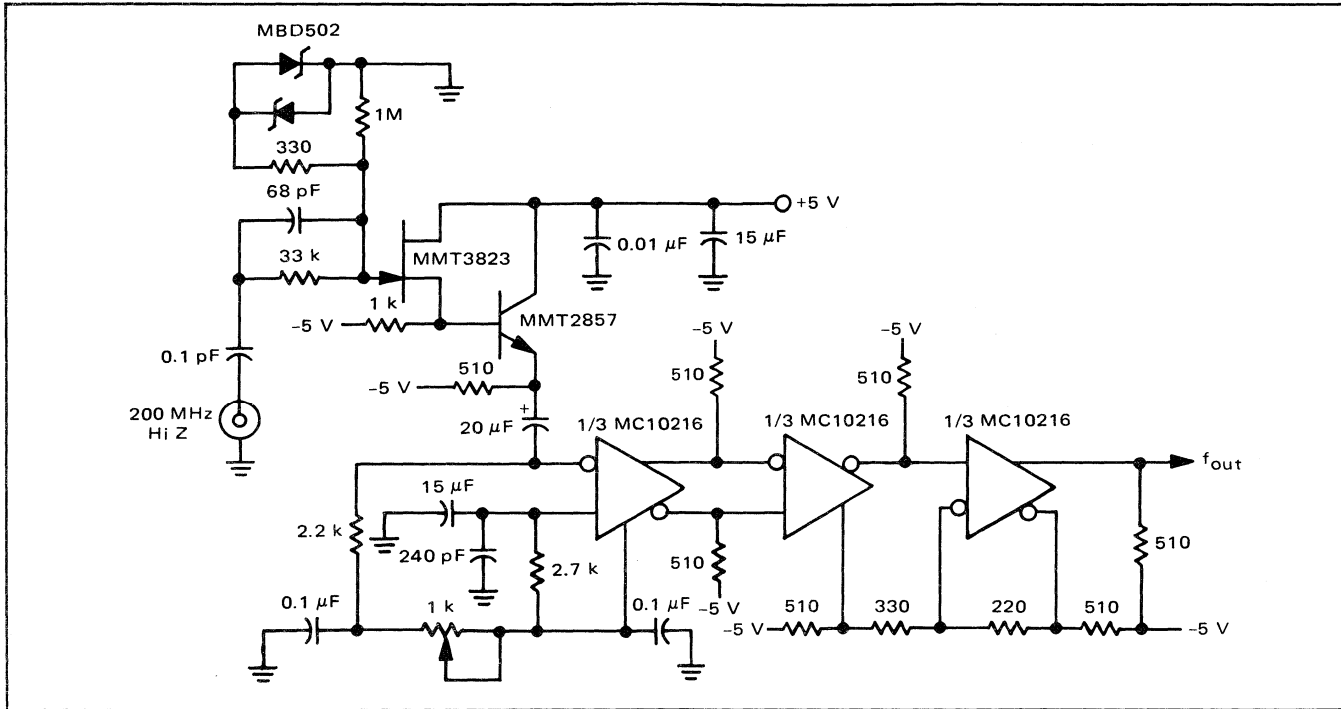 MBD502
1M
330
68 pF
+5 V
0.01 µF
15 µF
MMT3823
33 k
1 k
–5 V
MMT2857
–5 V
–5 V
0.1 pF
510
510
510
–5 V
200 MHz
Hi Z
20 µF
+
1/3 MC10216
1/3 MC10216
1/3 MC10216
fout
15 µF
2.2 k
240 pF
2.7 k
510
510
0.1 µF
1 k
0.1 µF
–5 V
510
330
220
510
–5 V
–5 V